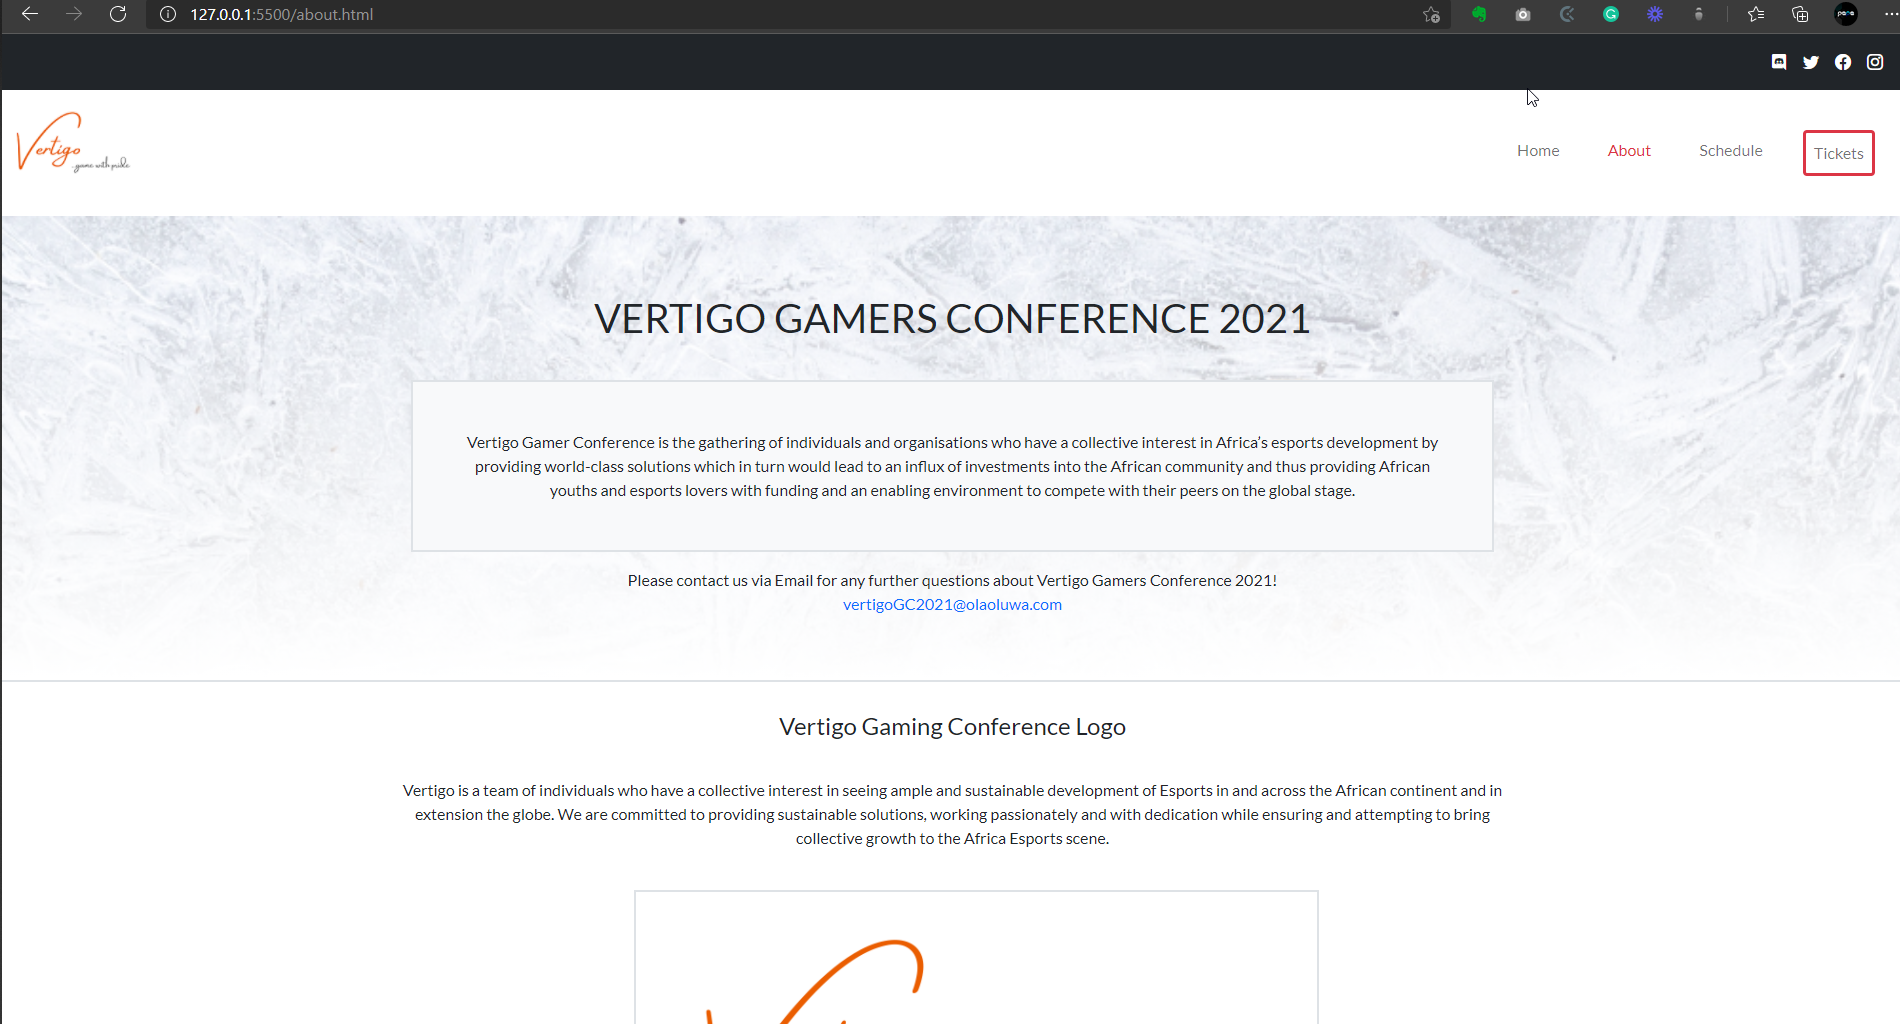 127.0.0.1:5500/about.html
Vertigo
game with pride
Home
About
Schedule
Tickets
VERTIGO GAMERS CONFERENCE 2021
Vertigo Gamer Conference is the gathering of individuals and organisations who have a collective interest in Africa’s esports development by
providing world-class solutions which in turn would lead to an influx of investments into the African community and thus providing African
youths and esports lovers with funding and an enabling environment to compete with their peers on the global stage.
Please contact us via Email for any further questions about Vertigo Gamers Conference 2021!
vertigoGC2021@olaoluwa.com
Vertigo Gaming Conference Logo
Vertigo is a team of individuals who have a collective interest in seeing ample and sustainable development of Esports in and across the African continent and in
extension the globe. We are committed to providing sustainable solutions, working passionately and with dedication while ensuring and attempting to bring
collective growth to the Africa Esports scene.